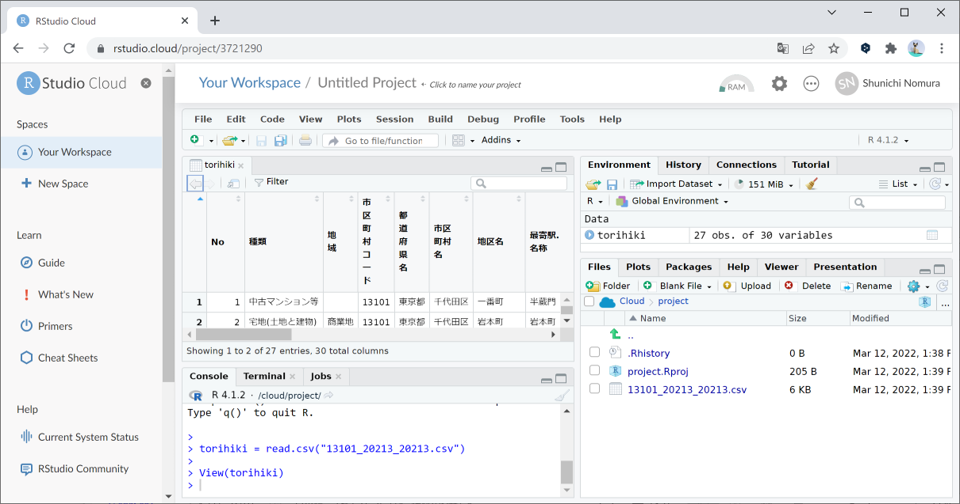 RStudio Cloud
rstudio.cloud/project/3721290
R Studio Cloud
Your Workspace / Untitled Project ← Click to name your project
RAM
SN
Shunichi Nomura
Spaces
Your Workspace
New Space
Learn
Guide
What's New
Primers
Cheat Sheets
Help
Current System Status
RStudio Community
File Edit Code View Plots Session Build Debug Profile Tools Help
Go to file/function
Addins
R 4.1.2
torihiki
Filter
No 種類 地域 市区町村コード 都道府県名 市区町村名 地区名 最寄駅.名称
1 1 中古マンション等 13101 東京都 千代田区 一番町 半蔵門
2 2 宅地(土地と建物) 商業地 13101 東京都 千代田区 岩本町 岩本町
Showing 1 to 2 of 27 entries, 30 total columns
Console Terminal Jobs
R 4.1.2 · /cloud/project/
Type 'q()' to quit R.
>
> torihiki = read.csv("13101_20213_20213.csv")
>
> View(torihiki)
>
Environment History Connections Tutorial
Import Dataset 151 MiB List
R Global Environment
Data
torihiki 27 obs. of 30 variables
Files Plots Packages Help Viewer Presentation
Folder Blank File Upload Delete Rename
Cloud project
R
...
Name Size Modified
..
.Rhistory 0 B Mar 12, 2022, 1:38 P
project.Rproj 205 B Mar 12, 2022, 1:39 P
13101_20213_20213.csv 6 KB Mar 12, 2022, 1:39 P